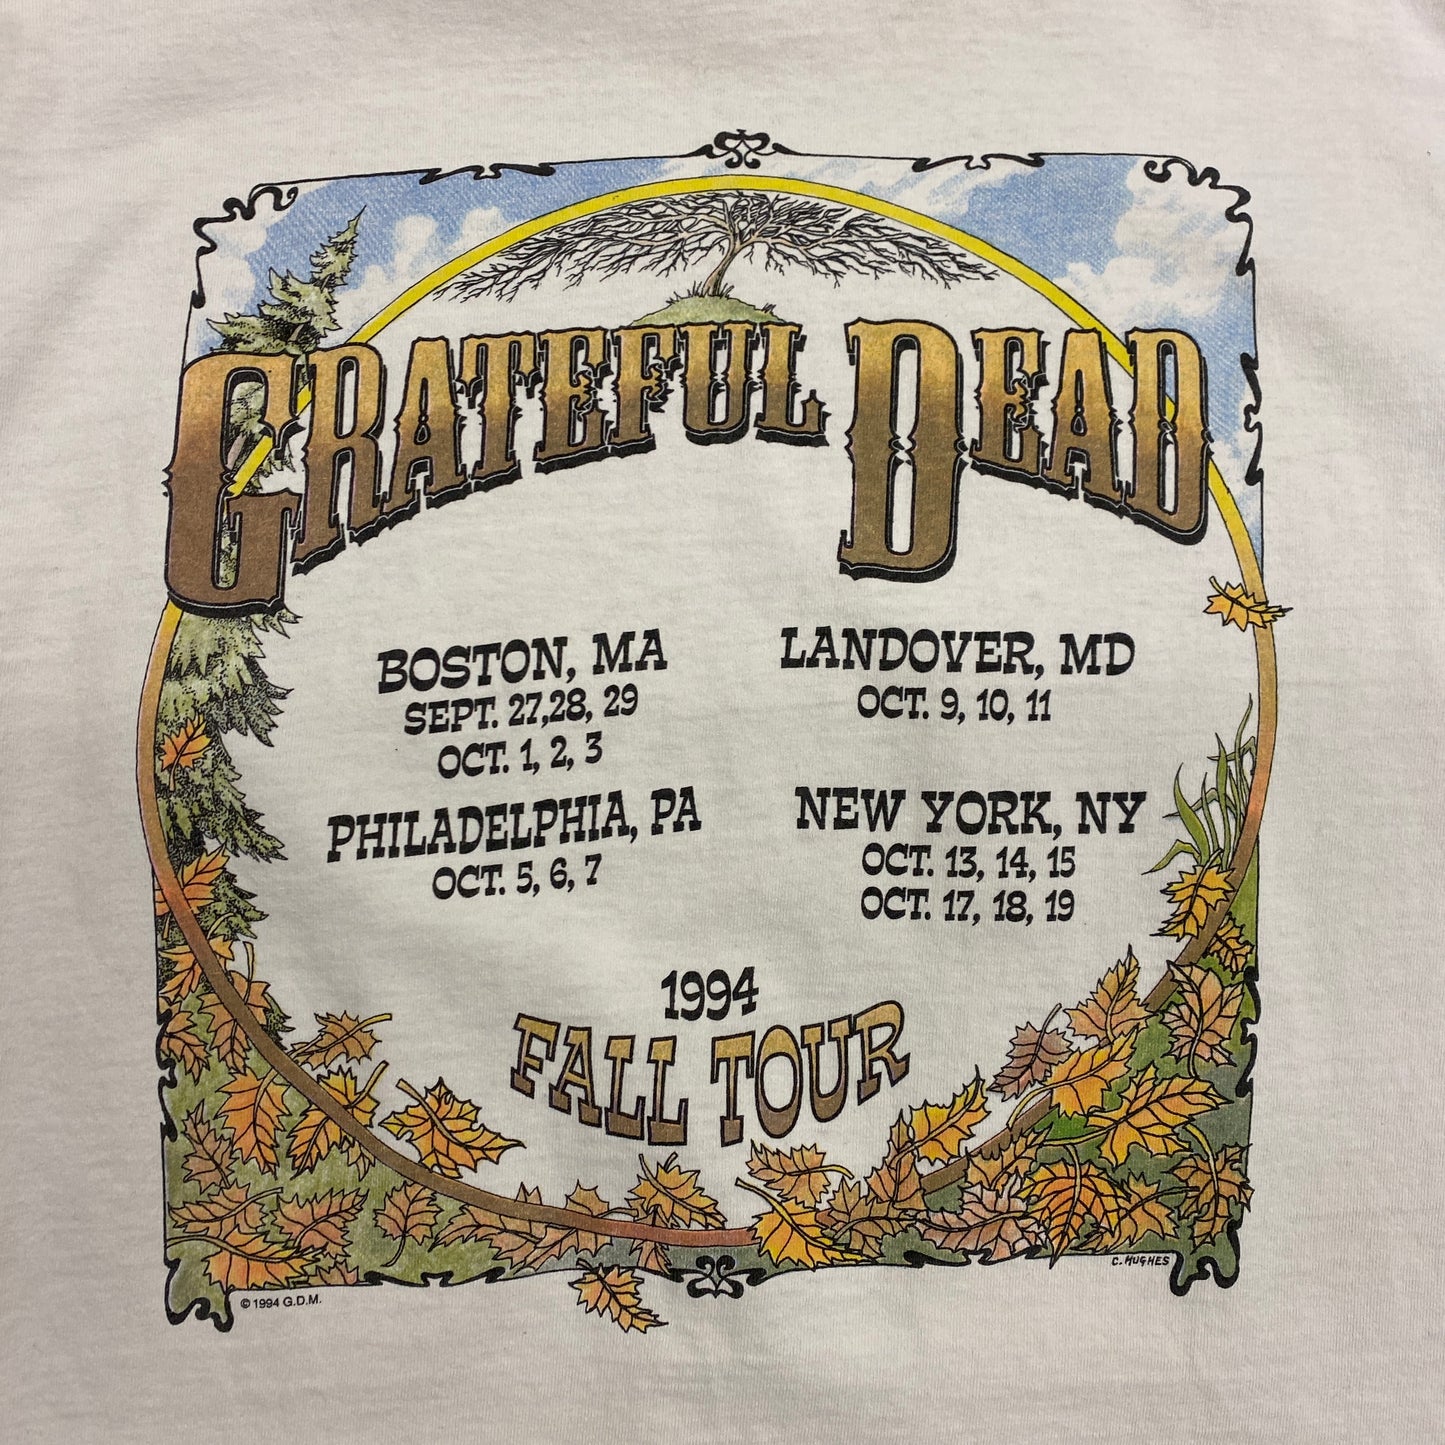 GRATEFUL DEAD
BOSTON, MA
SEPT. 27,28, 29
OCT. 1, 2, 3
PHILADELPHIA, PA
OCT. 5, 6, 7
LANDOVER, MD
OCT. 9, 10, 11
NEW YORK, NY
OCT. 13, 14, 15
OCT. 17, 18, 19
1994
FALL TOUR
C. HUGHES
© 1994 G.D.M.